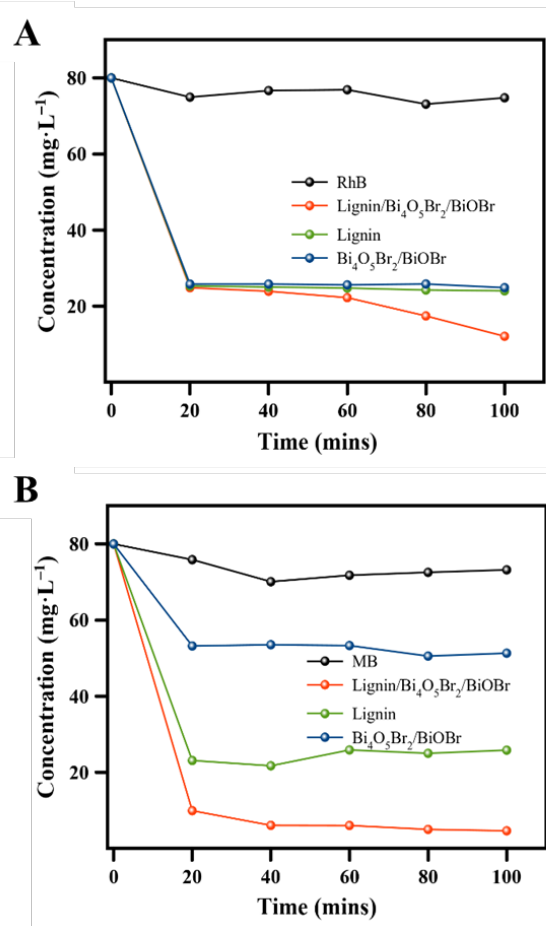 A
Concentration (mg·L⁻¹)
80
60
40
20
RhB
Lignin/Bi₄O₅Br₂/BiOBr
Lignin
Bi₄O₅Br₂/BiOBr
0 20 40 60 80 100
Time (mins)
B
Concentration (mg·L⁻¹)
80
60
40
20
MB
Lignin/Bi₄O₅Br₂/BiOBr
Lignin
Bi₄O₅Br₂/BiOBr
0 20 40 60 80 100
Time (mins)